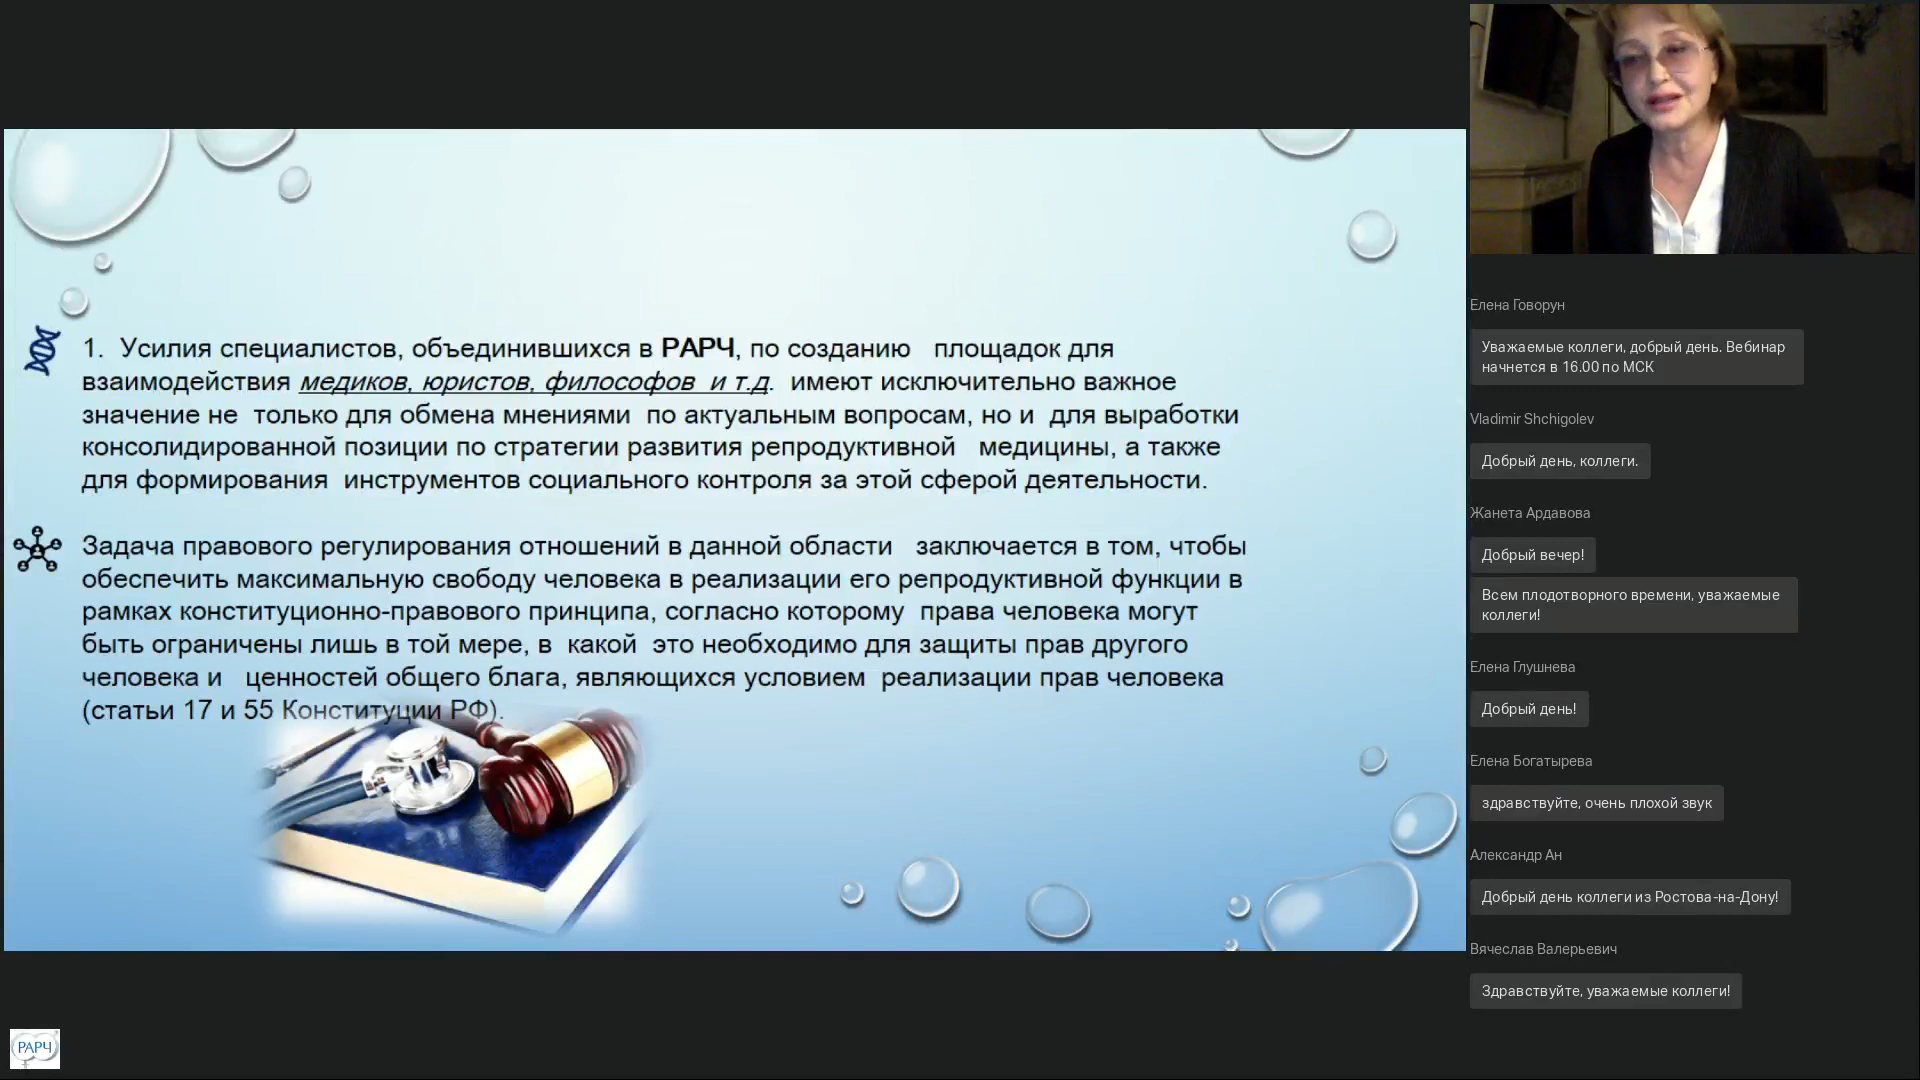 1. Усилия специалистов, объединившихся в РАРЧ, по созданию площадок для
взаимодействия медиков, юристов, философов и т.д. имеют исключительно важное
значение не только для обмена мнениями по актуальным вопросам, но и для выработки
консолидированной позиции по стратегии развития репродуктивной медицины, а также
для формирования инструментов социального контроля за этой сферой деятельности.
Задача правового регулирования отношений в данной области заключается в том, чтобы
обеспечить максимальную свободу человека в реализации его репродуктивной функции в
рамках конституционно-правового принципа, согласно которому права человека могут
быть ограничены лишь в той мере, в какой это необходимо для защиты прав другого
человека и ценностей общего блага, являющихся условием реализации прав человека
(статьи 17 и 55 Конституции РФ).
РАРЧ
Елена Говорун
Уважаемые коллеги, добрый день. Вебинар
начнется в 16.00 по МСК
Vladimir Shchigolev
Добрый день, коллеги.
Жанета Ардавова
Добрый вечер!
Всем плодотворного времени, уважаемые
коллеги!
Елена Глушнева
Добрый день!
Елена Богатырева
здравствуйте, очень плохой звук
Александр Ан
Добрый день коллеги из Ростова-на-Дону!
Вячеслав Валерьевич
Здравствуйте, уважаемые коллеги!